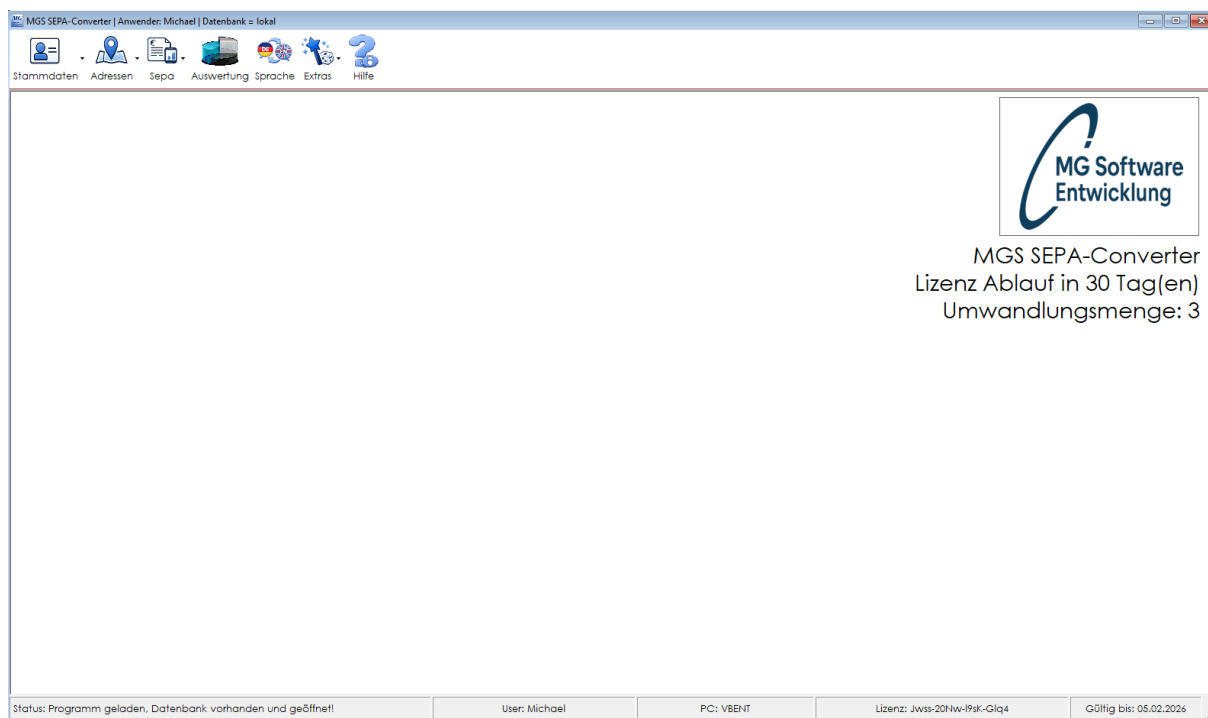 MGS SEPA-Converter | Anwender: Michael | Datenbank = lokal
Stammdaten Adressen Sepa Auswertung Sprache Extras Hilfe
MG Software
Entwicklung
MGS SEPA-Converter
Lizenz Ablauf in 30 Tag(en)
Umwandlungsmenge: 3
Status: Programm geladen, Datenbank vorhanden und geöffnet! User: Michael PC: VBENT Lizenz: Jwss-20Nw-l9sK-Glq4 Gültig bis: 05.02.2026